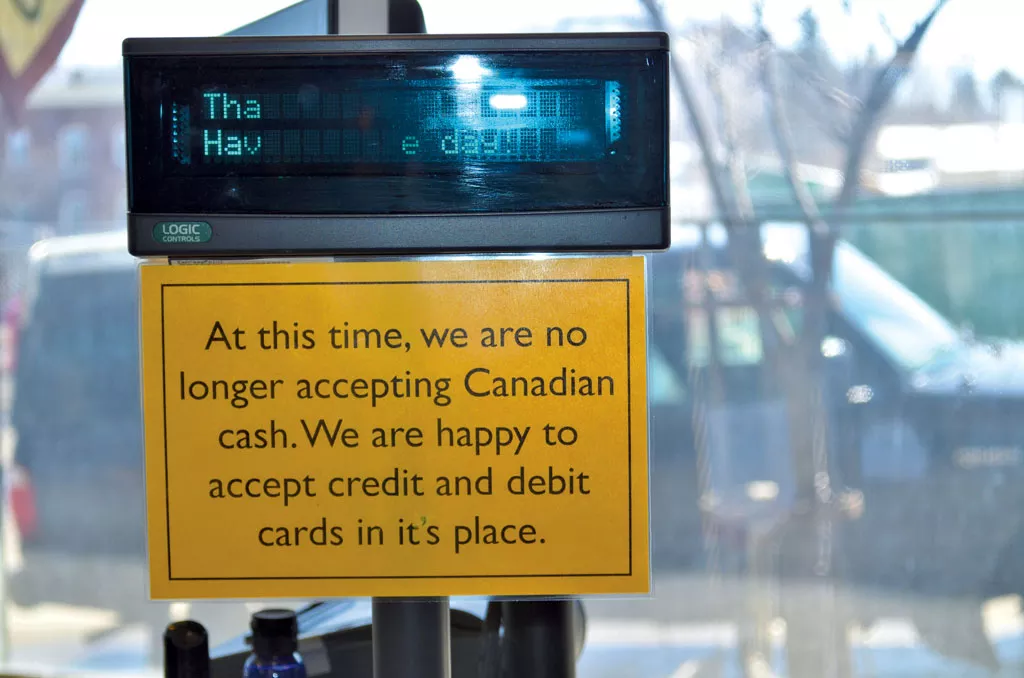 Tha
Hav e day!
LOGIC
CONTROLS
At this time, we are no
longer accepting Canadian
cash. We are happy to
accept credit and debit
cards in it's place.